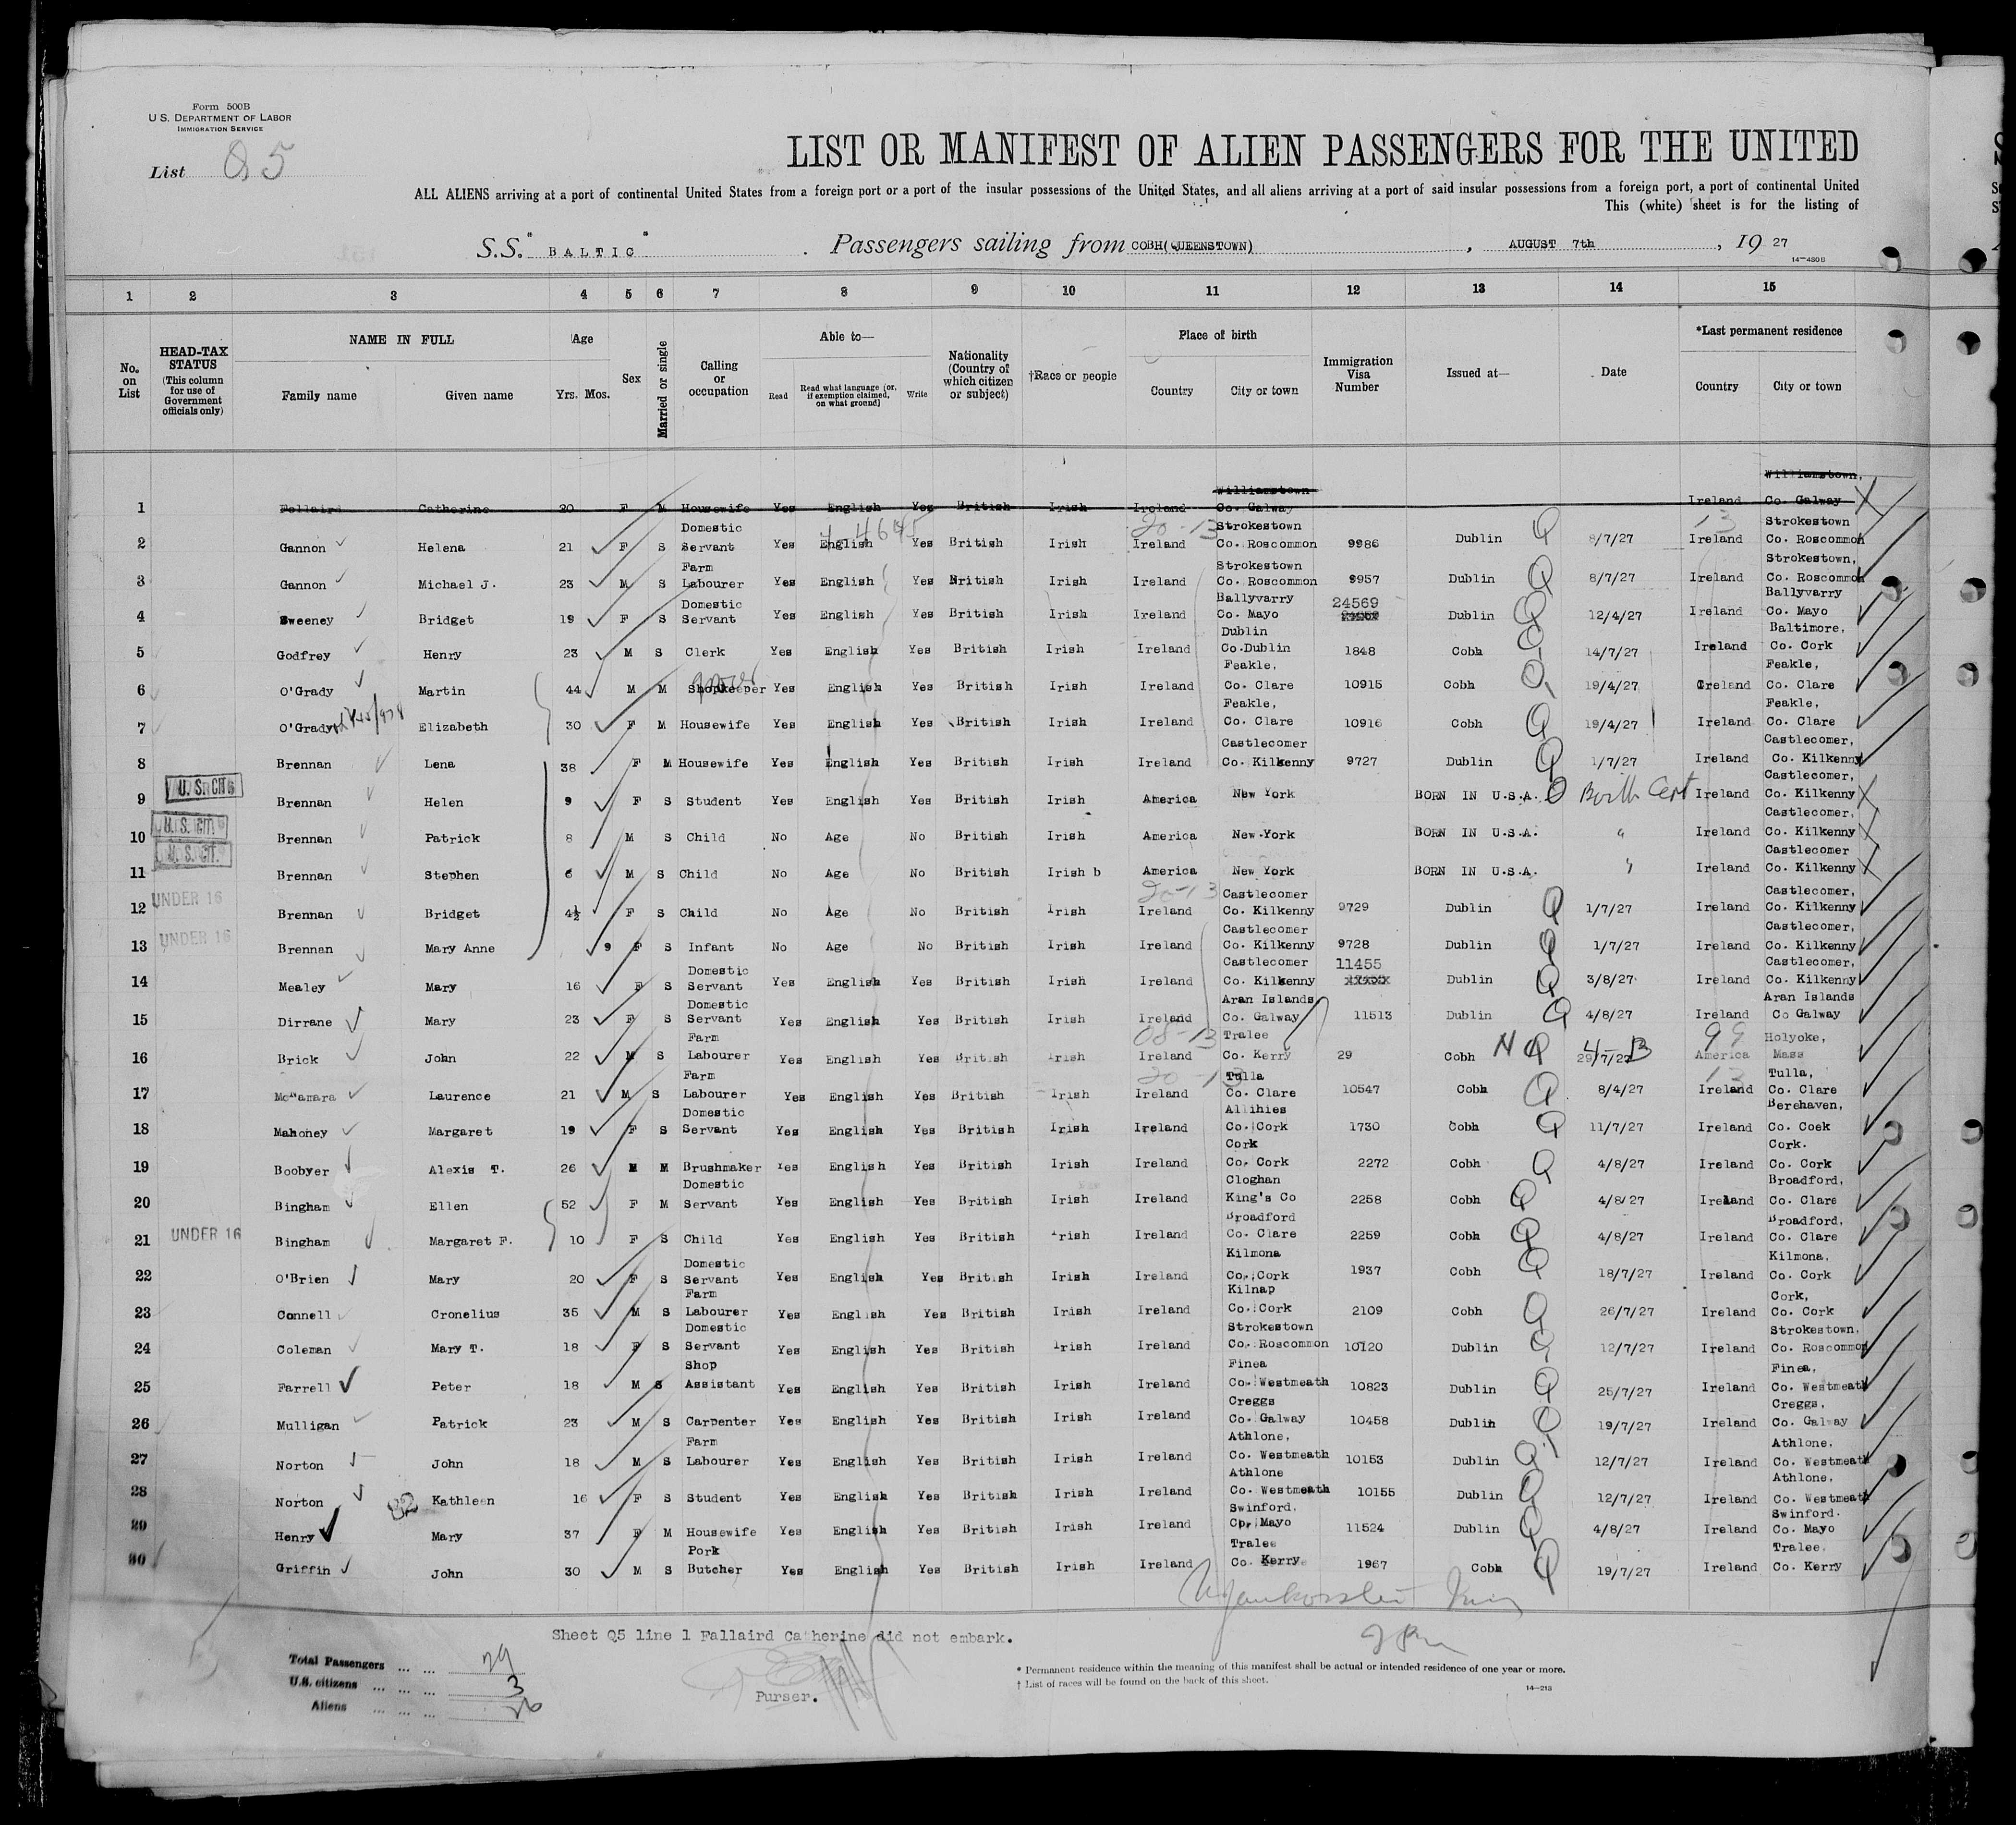 Form 500B
U. S. DEPARTMENT OF LABOR
IMMIGRATION SERVICE
List Q5
LIST OR MANIFEST OF ALIEN PASSENGERS FOR THE UNITED
ALL ALIENS arriving at a port of continental United States from a foreign port or a port of the insular possessions of the United States, and all aliens arriving at a port of said insular possessions from a foreign port, a port of continental United
This (white) sheet is for the listing of
S.S. "BALTIC" . Passengers sailing from COBH(QUEENSTOWN) , AUGUST 7th , 19 27
14-480B
1 2 3 4 5 6 7 8 9 10 11 12 13 14 15
No. on List | HEAD-TAX STATUS (This column for use of Government officials only) | NAME IN FULL Family name Given name | Age Yrs. Mos. | Sex | Married or single | Calling or occupation | Able to— Read Read what language (or, if exemption claimed, on what ground) Write | Nationality (Country of which citizen or subject) | †Race or people | Place of birth Country City or town | Immigration Visa Number | Issued at— | Date | *Last permanent residence Country City or town
1 Fallaird Catherine 20 F M Housewife Yes English Yes British Irish Ireland Williamstown Co. Galway Ireland Williamstown, Co. Galway
2 Gannon Helena 21 F S Domestic Servant Yes English Yes British Irish Ireland Strokestown Co. Roscommon 9986 Dublin Q 8/7/27 Ireland Strokestown Co. Roscommon
3 Gannon Michael J. 23 M S Farm Labourer Yes English Yes British Irish Ireland Strokestown Co. Roscommon 9957 Dublin Q 8/7/27 Ireland Strokestown, Co. Roscommon
4 Sweeney Bridget 19 F S Domestic Servant Yes English Yes British Irish Ireland Ballyvarry Co. Mayo 24569 Dublin Q 12/4/27 Ireland Ballyvarry Co. Mayo
5 Godfrey Henry 23 M S Clerk Yes English Yes British Irish Ireland Dublin Co.Dublin 1848 Cobh Q 14/7/27 Ireland Baltimore, Co. Cork
6 O'Grady Martin 44 M M Shopkeeper Yes English Yes British Irish Ireland Feakle, Co. Clare 10915 Cobh Q 19/4/27 Ireland Feakle, Co. Clare
7 O'Grady Elizabeth 30 F M Housewife Yes English Yes British Irish Ireland Feakle, Co. Clare 10916 Cobh Q 19/4/27 Ireland Feakle, Co. Clare
8 Brennan Lena 38 F M Housewife Yes English Yes British Irish Ireland Castlecomer Co. Kilkenny 9727 Dublin Q 1/7/27 Ireland Castlecomer, Co. Kilkenny
9 U. S. CIT. Brennan Helen 9 F S Student Yes English Yes British Irish America New York BORN IN U.S.A. Q Birth Cert Ireland Castlecomer, Co. Kilkenny
10 U. S. CIT. Brennan Patrick 8 M S Child No Age No British Irish America New York BORN IN U.S.A. " Ireland Castlecomer, Co. Kilkenny
11 U. S. CIT. Brennan Stephen 6 M S Child No Age No British Irish b America New York BORN IN U.S.A. " Ireland Castlecomer Co. Kilkenny
12 UNDER 16 Brennan Bridget 4½ F S Child No Age No British Irish Ireland Castlecomer Co. Kilkenny 9729 Dublin Q 1/7/27 Ireland Castlecomer, Co. Kilkenny
13 UNDER 16 Brennan Mary Anne 9 F S Infant No Age No British Irish Ireland Castlecomer Co. Kilkenny 9728 Dublin Q 1/7/27 Ireland Castlecomer, Co. Kilkenny
14 Mealey Mary 16 F S Domestic Servant Yes English Yes British Irish Ireland Castlecomer Co. Kilkenny 11455 Dublin Q 3/8/27 Ireland Castlecomer, Co. Kilkenny
15 Dirrane Mary 23 F S Domestic Servant Yes English Yes British Irish Ireland Aran Islands Co. Galway 11513 Dublin Q 4/8/27 Ireland Aran Islands Co Galway
16 Brick John 22 M S Farm Labourer Yes English Yes British Irish Ireland Tralee Co. Kerry 29 Cobh N Q 29/7/27 4-B America Holyoke, Mass
17 McNamara Laurence 21 M S Farm Labourer Yes English Yes British Irish Ireland Tulla Co. Clare 10547 Cobh Q 8/4/27 Ireland Tulla, Co. Clare
18 Mahoney Margaret 19 F S Domestic Servant Yes English Yes British Irish Ireland Allihies Co. Cork 1730 Cobh Q 11/7/27 Ireland Berehaven, Co. Coek
19 Boobyer Alexis T. 26 M M Brushmaker Yes English Yes British Irish Ireland Cork Co. Cork 2272 Cobh Q 4/8/27 Ireland Cork. Co. Cork
20 Bingham Ellen 52 F M Domestic Servant Yes English Yes British Irish Ireland Cloghan King's Co 2258 Cobh Q 4/8/27 Ireland Broadford, Co. Clare
21 UNDER 16 Bingham Margaret F. 10 F S Child Yes English Yes British Irish Ireland Broadford Co. Clare 2259 Cobh Q 4/8/27 Ireland Broadford, Co. Clare
22 O'Brien Mary 20 F S Domestic Servant Yes English Yes British Irish Ireland Kilmona Co. Cork 1937 Cobh Q 18/7/27 Ireland Kilmona, Co. Cork
23 Connell Cronelius 35 M S Farm Labourer Yes English Yes British Irish Ireland Kilnap Co. Cork 2109 Cobh Q 26/7/27 Ireland Cork, Co. Cork
24 Coleman Mary T. 18 F S Domestic Servant Yes English Yes British Irish Ireland Strokestown Co. Roscommon 10120 Dublin Q 12/7/27 Ireland Strokestown, Co. Roscommon
25 Farrell Peter 18 M S Shop Assistant Yes English Yes British Irish Ireland Finea Co. Westmeath 10823 Dublin Q 25/7/27 Ireland Finea, Co. Westmeath
26 Mulligan Patrick 23 M S Carpenter Yes English Yes British Irish Ireland Creggs Co. Galway 10458 Dublin Q 19/7/27 Ireland Creggs, Co. Galway
27 Norton John 18 M S Farm Labourer Yes English Yes British Irish Ireland Athlone, Co. Westmeath 10153 Dublin Q 12/7/27 Ireland Athlone, Co. Westmeath
28 Norton Kathleen 16 F S Student Yes English Yes British Irish Ireland Athlone Co. Westmeath 10155 Dublin Q 12/7/27 Ireland Athlone, Co. Westmeath
29 Henry Mary 37 F M Housewife Yes English Yes British Irish Ireland Swinford, Co. Mayo 11524 Dublin Q 4/8/27 Ireland Swinford. Co. Mayo
30 Griffin John 30 M S Pork Butcher Yes English Yes British Irish Ireland Tralee Co. Kerry 1967 Cobh Q 19/7/27 Ireland Tralee Co. Kerry
Sheet Q5 line 1 Fallaird Catherine did not embark.
Total Passengers ... ... 29
U.S. citizens ... ... ... 3
Aliens ... ... ... 26
Purser.
* Permanent residence within the meaning of this manifest shall be actual or intended residence of one year or more.
† List of races will be found on the back of this sheet.
14-213